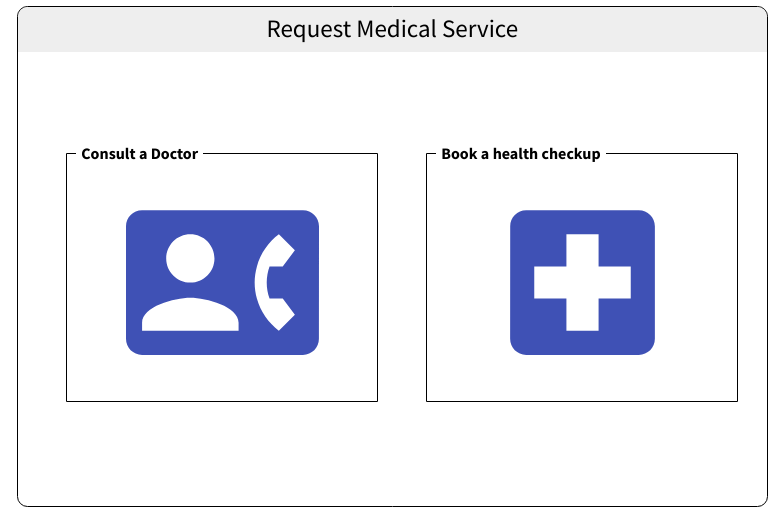 Request Medical Service
Consult a Doctor
Book a health checkup